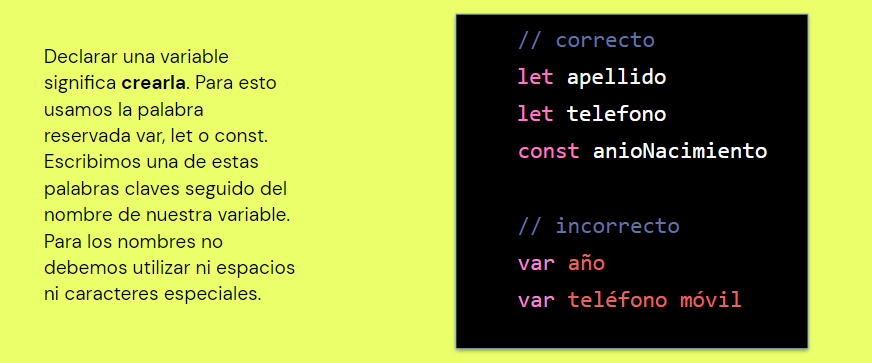 Declarar una variable
significa crearla. Para esto
usamos la palabra
reservada var, let o const.
Escribimos una de estas
palabras claves seguido del
nombre de nuestra variable.
Para los nombres no
debemos utilizar ni espacios
ni caracteres especiales.
// correcto
let apellido
let telefono
const anioNacimiento
// incorrecto
var año
var teléfono móvil